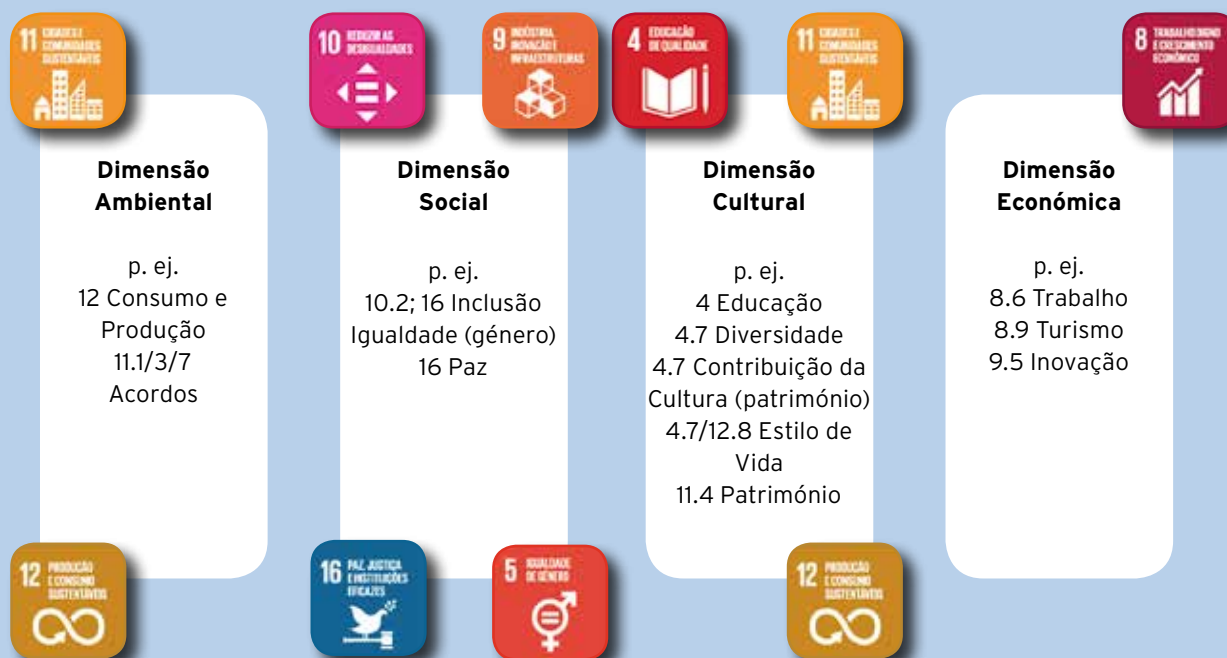 11 CIDADES E
COMUNIDADES
SUSTENTÁVEIS
Dimensão
Ambiental
p. ej.
12 Consumo e
Produção
11.1/3/7
Acordos
12 PRODUÇÃO
E CONSUMO
SUSTENTÁVEIS
10 REDUZIR AS
DESIGUALDADES
9 INDÚSTRIA,
INOVAÇÃO E
INFRAESTRUTURAS
Dimensão
Social
p. ej.
10.2; 16 Inclusão
Igualdade (género)
16 Paz
16 PAZ, JUSTIÇA
E INSTITUIÇÕES
EFICAZES
5 IGUALDADE
DE GÉNERO
4 EDUCAÇÃO
DE QUALIDADE
11 CIDADES E
COMUNIDADES
SUSTENTÁVEIS
Dimensão
Cultural
p. ej.
4 Educação
4.7 Diversidade
4.7 Contribuição da
Cultura (património)
4.7/12.8 Estilo de
Vida
11.4 Património
12 PRODUÇÃO
E CONSUMO
SUSTENTÁVEIS
8 TRABALHO DIGNO
E CRESCIMENTO
ECONÓMICO
Dimensão
Económica
p. ej.
8.6 Trabalho
8.9 Turismo
9.5 Inovação